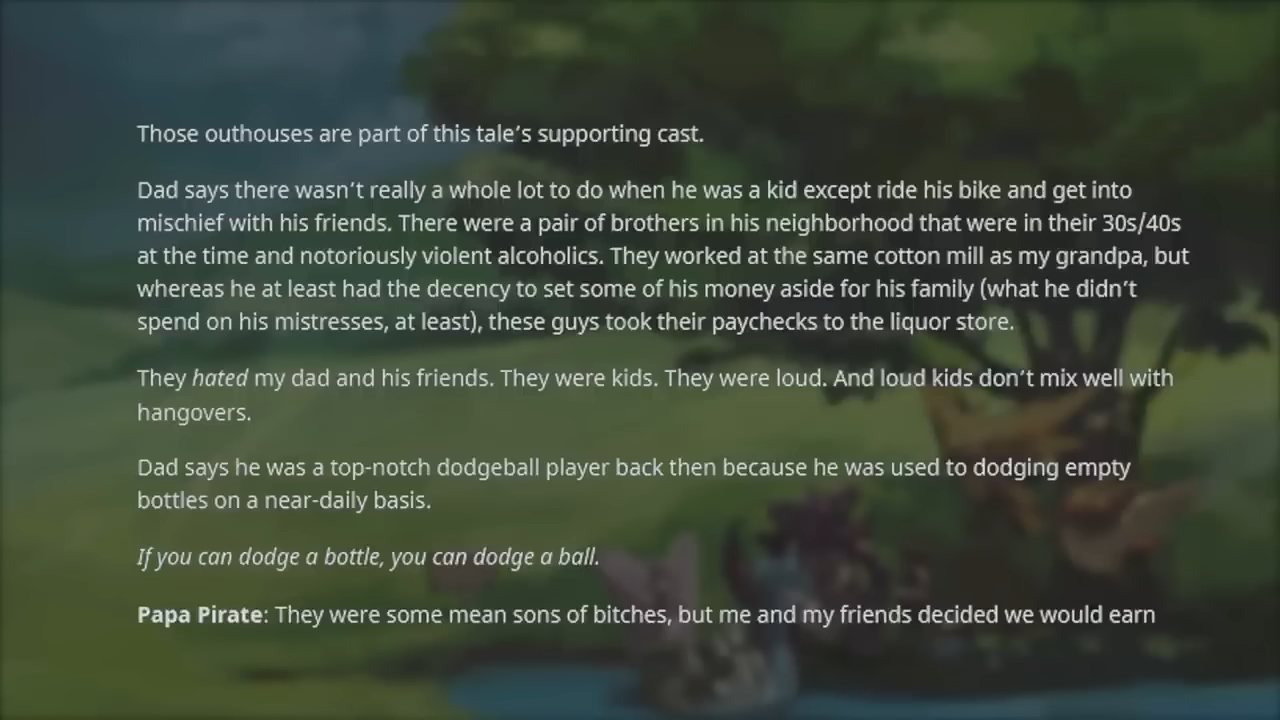 Those outhouses are part of this tale’s supporting cast.
Dad says there wasn’t really a whole lot to do when he was a kid except ride his bike and get into
mischief with his friends. There were a pair of brothers in his neighborhood that were in their 30s/40s
at the time and notoriously violent alcoholics. They worked at the same cotton mill as my grandpa, but
whereas he at least had the decency to set some of his money aside for his family (what he didn’t
spend on his mistresses, at least), these guys took their paychecks to the liquor store.
They hated my dad and his friends. They were kids. They were loud. And loud kids don’t mix well with
hangovers.
Dad says he was a top-notch dodgeball player back then because he was used to dodging empty
bottles on a near-daily basis.
If you can dodge a bottle, you can dodge a ball.
Papa Pirate: They were some mean sons of bitches, but me and my friends decided we would earn